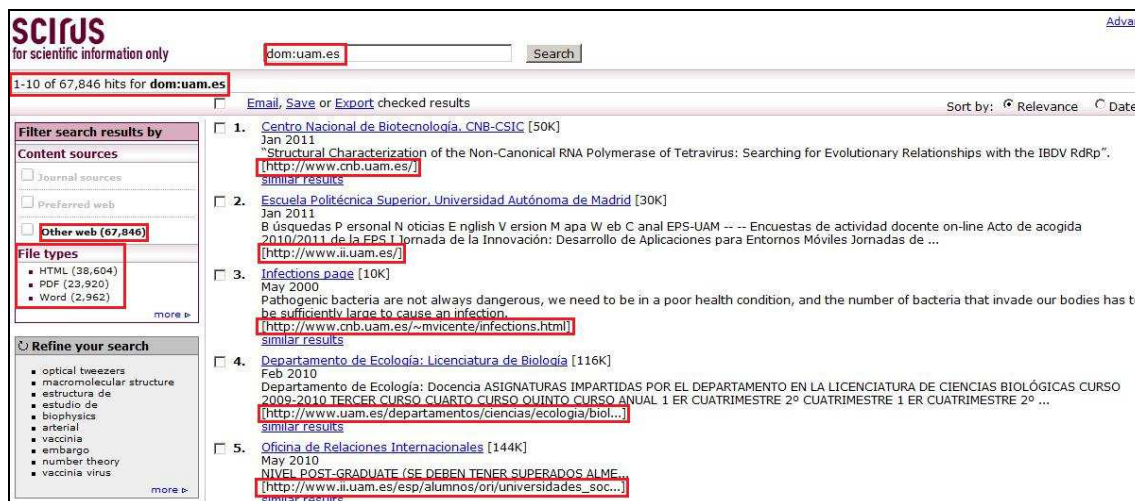 SCIRUS
for scientific information only
Advan
dom:uam.es Search
1-10 of 67,846 hits for dom:uam.es
Email, Save or Export checked results
Sort by: Relevance Date
Filter search results by
Content sources
Journal sources
Preferred web
Other web (67,846)
File types
HTML (38,604)
PDF (23,920)
Word (2,962)
more
Refine your search
optical tweezers
macromolecular structure
estructura de
estudio de
biophysics
arterial
vaccinia
embargo
number theory
vaccinia virus
more
1. Centro Nacional de Biotecnología. CNB-CSIC [50K]
Jan 2011
"Structural Characterization of the Non-Canonical RNA Polymerase of Tetravirus: Searching for Evolutionary Relationships with the IBDV RdRp".
[http://www.cnb.uam.es/]
similar results
2. Escuela Politécnica Superior, Universidad Autónoma de Madrid [30K]
Jan 2011
B úsquedas P ersonal N oticias E nglish V ersion M apa W eb C anal EPS-UAM -- -- Encuestas de actividad docente on-line Acto de acogida
2010/2011 de la EPS I Jornada de la Innovación: Desarrollo de Aplicaciones para Entornos Móviles Jornadas de ...
[http://www.ii.uam.es/]
3. Infections page [10K]
May 2000
Pathogenic bacteria are not always dangerous, we need to be in a poor health condition, and the number of bacteria that invade our bodies has t
be sufficiently large to cause an infection.
[http://www.cnb.uam.es/~mvicente/infections.html]
similar results
4. Departamento de Ecología: Licenciatura de Biología [116K]
Feb 2010
Departamento de Ecología: Docencia ASIGNATURAS IMPARTIDAS POR EL DEPARTAMENTO EN LA LICENCIATURA DE CIENCIAS BIOLÓGICAS CURSO
2009-2010 TERCER CURSO CUARTO CURSO QUINTO CURSO ANUAL 1 ER CUATRIMESTRE 2º CUATRIMESTRE 1 ER CUATRIMESTRE 2º ...
[http://www.uam.es/departamentos/ciencias/ecologia/biol...]
similar results
5. Oficina de Relaciones Internacionales [144K]
May 2010
NIVEL POST-GRADUATE (SE DEBEN TENER SUPERADOS ALME...
[http://www.ii.uam.es/esp/alumnos/ori/universidades_soc...]
similar results